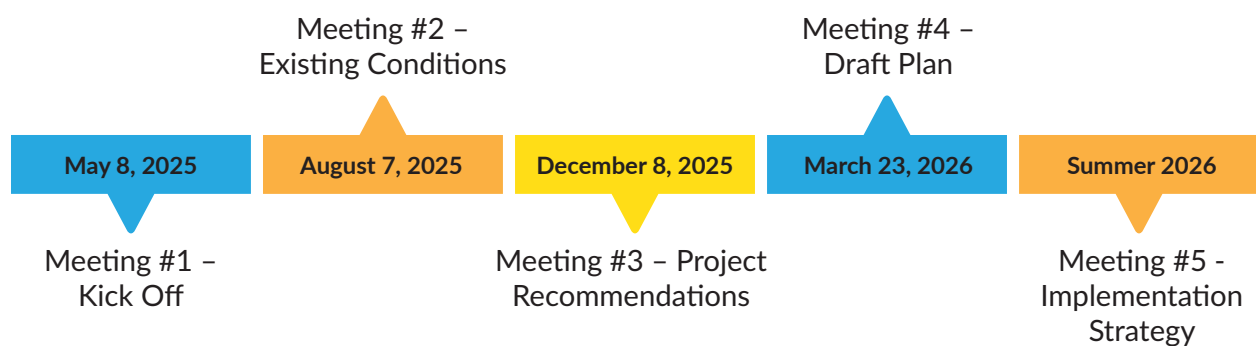 Meeting #2 –
Existing Conditions
Meeting #4 –
Draft Plan
May 8, 2025
August 7, 2025
December 8, 2025
March 23, 2026
Summer 2026
Meeting #1 –
Kick Off
Meeting #3 – Project
Recommendations
Meeting #5 -
Implementation
Strategy